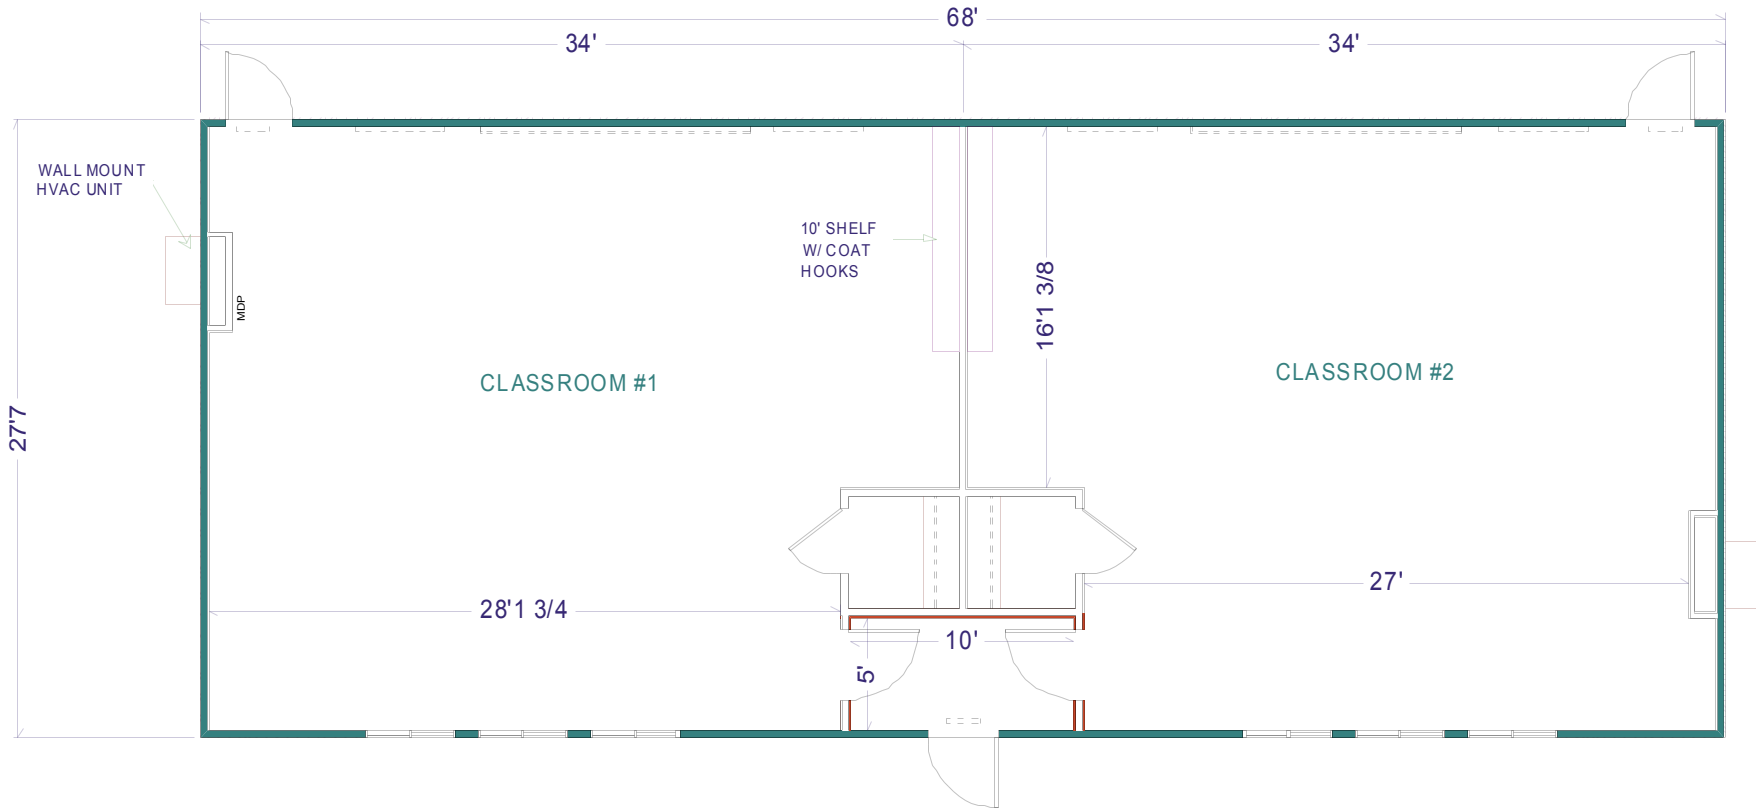 68'
34'
34'
WALL MOUNT
HVAC UNIT
10' SHELF
W/ COAT
HOOKS
16'1 3/8
MDP
CLASSROOM #1
CLASSROOM #2
27'7
28'1 3/4
27'
10'
5'